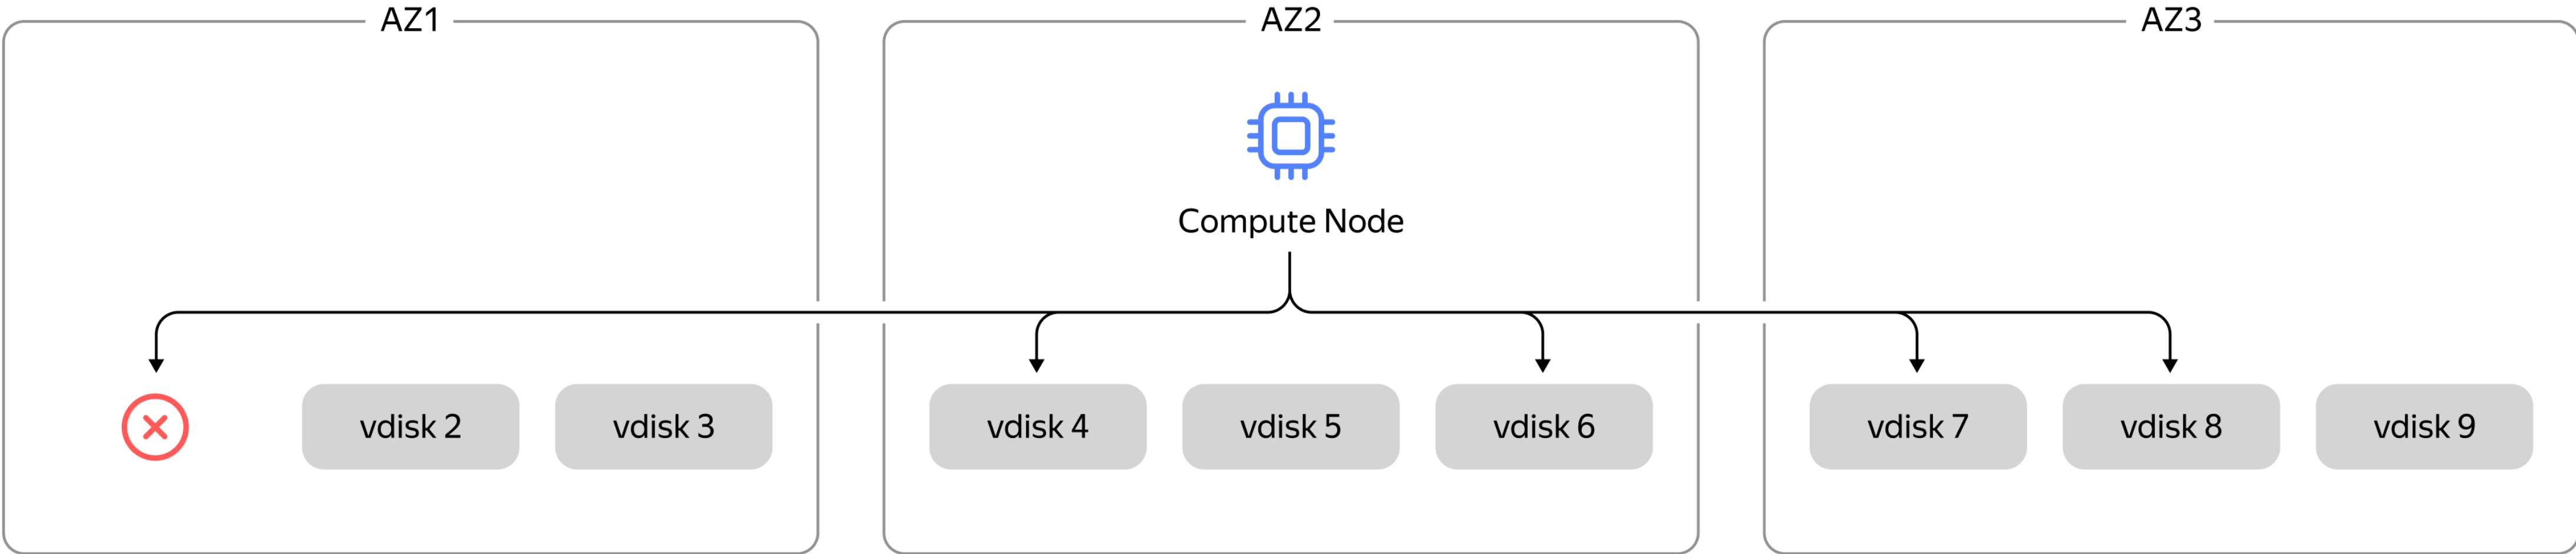 AZ1
AZ2
AZ3
Compute Node
vdisk 2
vdisk 3
vdisk 4
vdisk 5
vdisk 6
vdisk 7
vdisk 8
vdisk 9